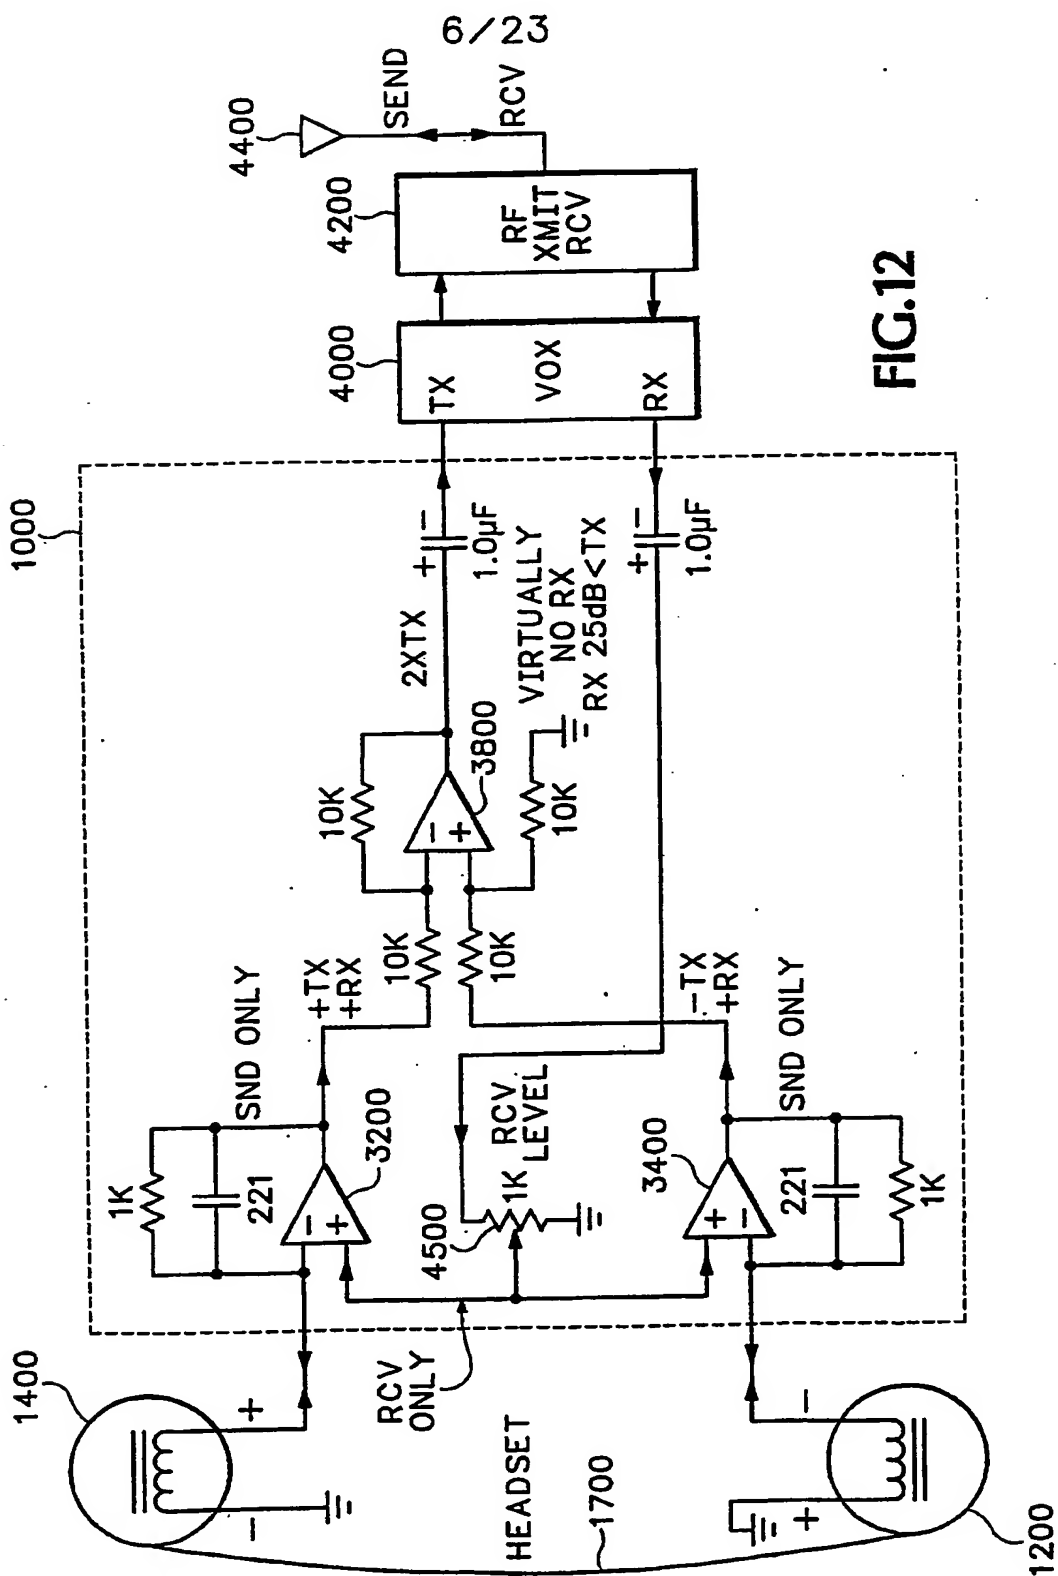 6/23
1000
4400
SEND
RCV
4200
RF
XMIT
RCV
4000
TX
VOX
RX
+ −
1.0µF
2XTX
VIRTUALLY
NO RX
RX 25dB<TX
+ −
1.0µF
10K
−
+
3800
10K
10K
10K
SND ONLY
+TX
+RX
−TX
+RX
SND ONLY
1K
221
−
+
3200
RCV
LEVEL
1K
4500
3400
+
−
221
1K
RCV
ONLY
1400
+
−
HEADSET
1700
−
+
1200
FIG.12